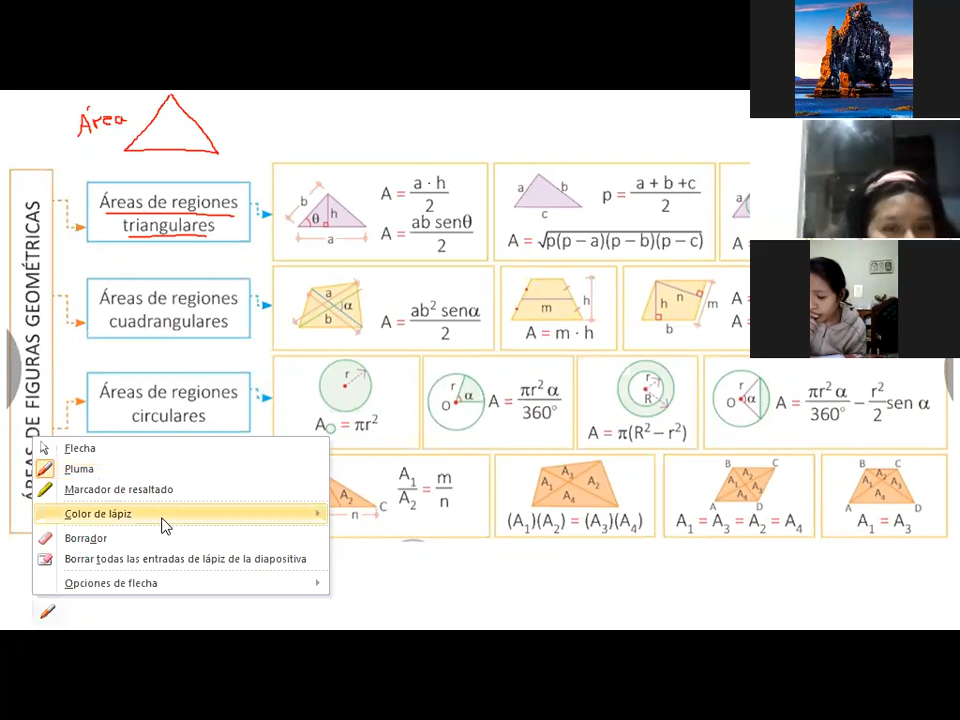 Área
ÁREAS DE FIGURAS GEOMÉTRICAS
Áreas de regiones
triangulares
b
θ
h
a
A = a · h / 2
A = ab senθ / 2
a
b
c
p = a + b + c / 2
A = √p(p − a)(p − b)(p − c)
A =
Áreas de regiones
cuadrangulares
a
α
b
A = ab² senα / 2
m
h
A = m · h
h
n
m
b
A =
A =
Áreas de regiones
circulares
r
A○ = πr²
r
α
O
A = πr² α / 360°
r
R
A = π(R² − r²)
r
α
O
A = πr² α / 360° − r² / 2 sen α
A₂
C
n
A₁ / A₂ = m / n
A₃
A₁
A₂
A₄
(A₁)(A₂) = (A₃)(A₄)
B
C
A₂
A₁
A₃
A₄
A
D
A₁ = A₃ = A₂ = A₄
B
C
A₂
A₁
A₃
A₄
A
D
A₁ = A₃
Flecha
Pluma
Marcador de resaltado
Color de lápiz
Borrador
Borrar todas las entradas de lápiz de la diapositiva
Opciones de flecha